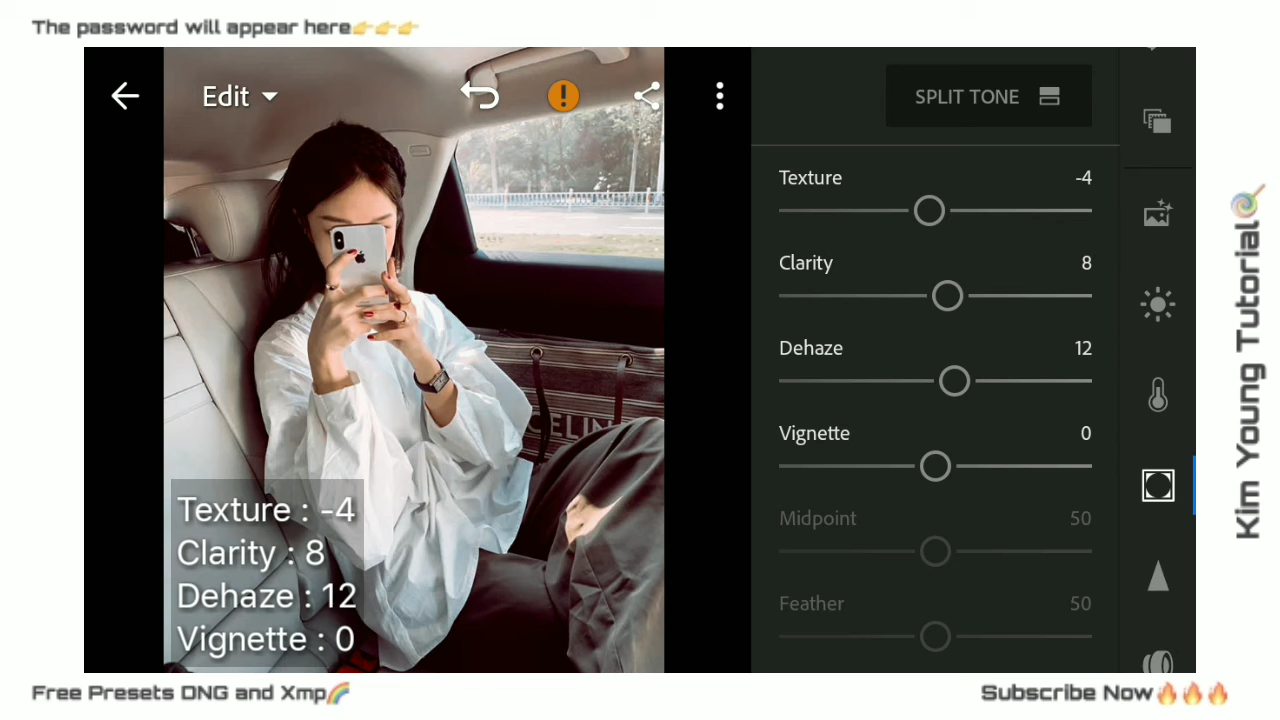 The password will appear here👉👉👉
Edit
SPLIT TONE
Texture -4
Clarity 8
Dehaze 12
Vignette 0
Midpoint 50
Feather 50
Texture : -4
Clarity : 8
Dehaze : 12
Vignette : 0
Kim Young Tutorial🍭
Free Presets DNG and Xmp🌈
Subscribe Now🔥🔥🔥